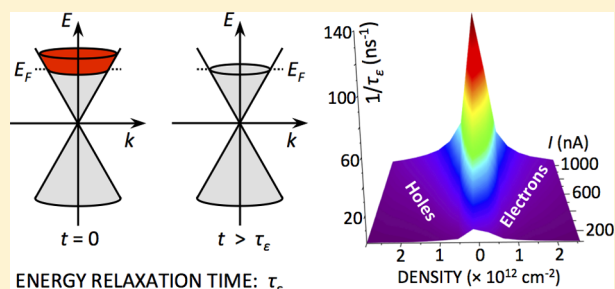 E
E
E_F
E_F
E_F
k
k
t = 0
t > τ_ε
ENERGY RELAXATION TIME: τ_ε
1/τ_ε (ns⁻¹)
140
100
60
20
Holes
Electrons
I (nA)
1000
600
200
2 1 0 1 2
DENSITY (× 10¹² cm⁻²)